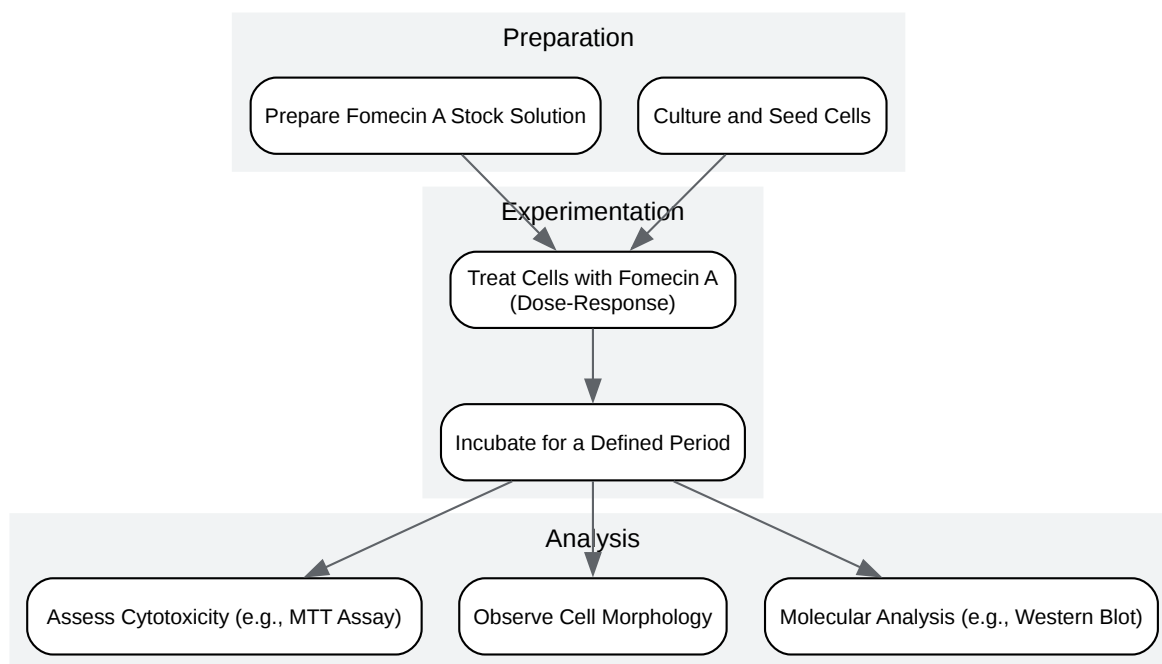 Preparation
Prepare Fomecin A Stock Solution
Culture and Seed Cells
Experimentation
Treat Cells with Fomecin A
(Dose-Response)
Incubate for a Defined Period
Analysis
Assess Cytotoxicity (e.g., MTT Assay)
Observe Cell Morphology
Molecular Analysis (e.g., Western Blot)